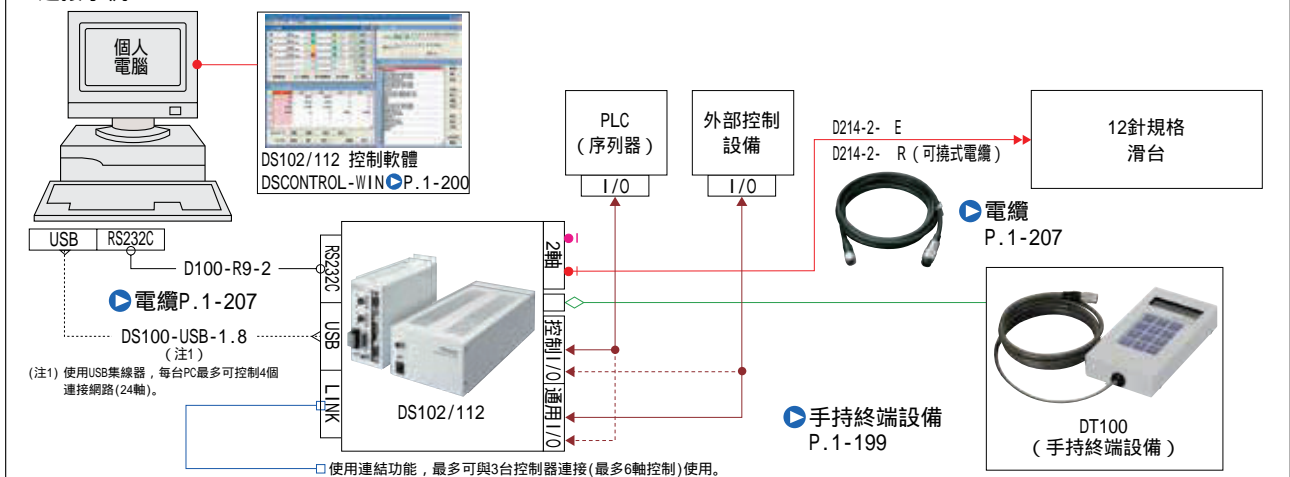 個人
電腦
DS102/112 控制軟體
DSCONTROL-WIN P.1-200
PLC
(序列器)
I/O
外部控制
設備
I/O
D214-2- E
D214-2- R (可撓式電纜)
12針規格
滑台
電纜
P.1-207
USB
RS232C
D100-R9-2
電纜P.1-207
DS100-USB-1.8
(注1)
(注1) 使用USB集線器,每台PC最多可控制4個
連接網路(24軸)。
RS232C
USB
LINK
2軸
控制I/O
通用I/O
DS102/112
手持終端設備
P.1-199
DT100
(手持終端設備)
使用連結功能,最多可與3台控制器連接(最多6軸控制)使用。